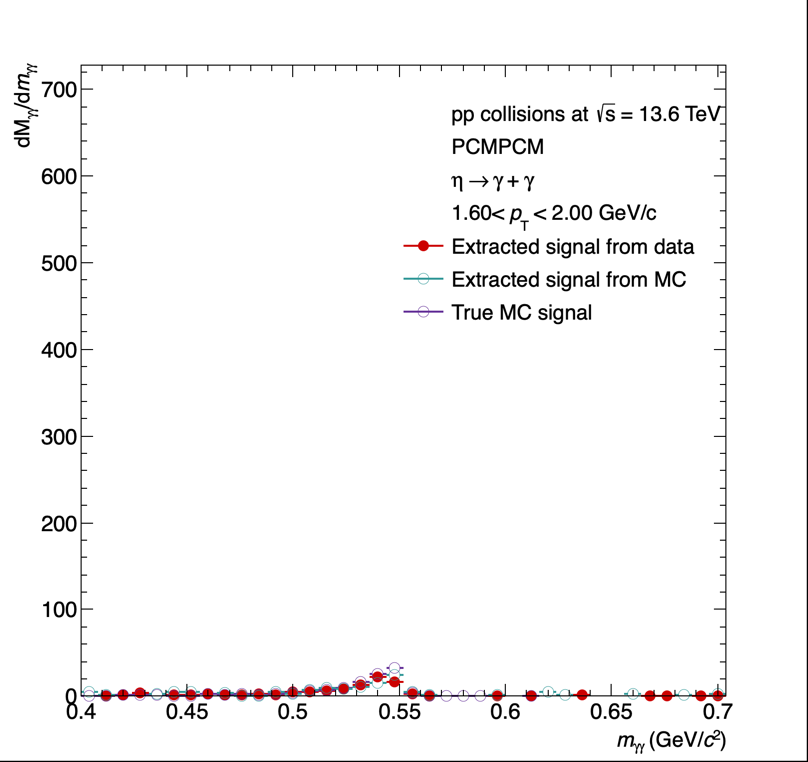 dM_γγ/dm_γγ
700
600
500
400
300
200
100
0
pp collisions at √s = 13.6 TeV
PCMPCM
η → γ + γ
1.60< p_T < 2.00 GeV/c
Extracted signal from data
Extracted signal from MC
True MC signal
0.4 0.45 0.5 0.55 0.6 0.65 0.7
m_γγ (GeV/c²)